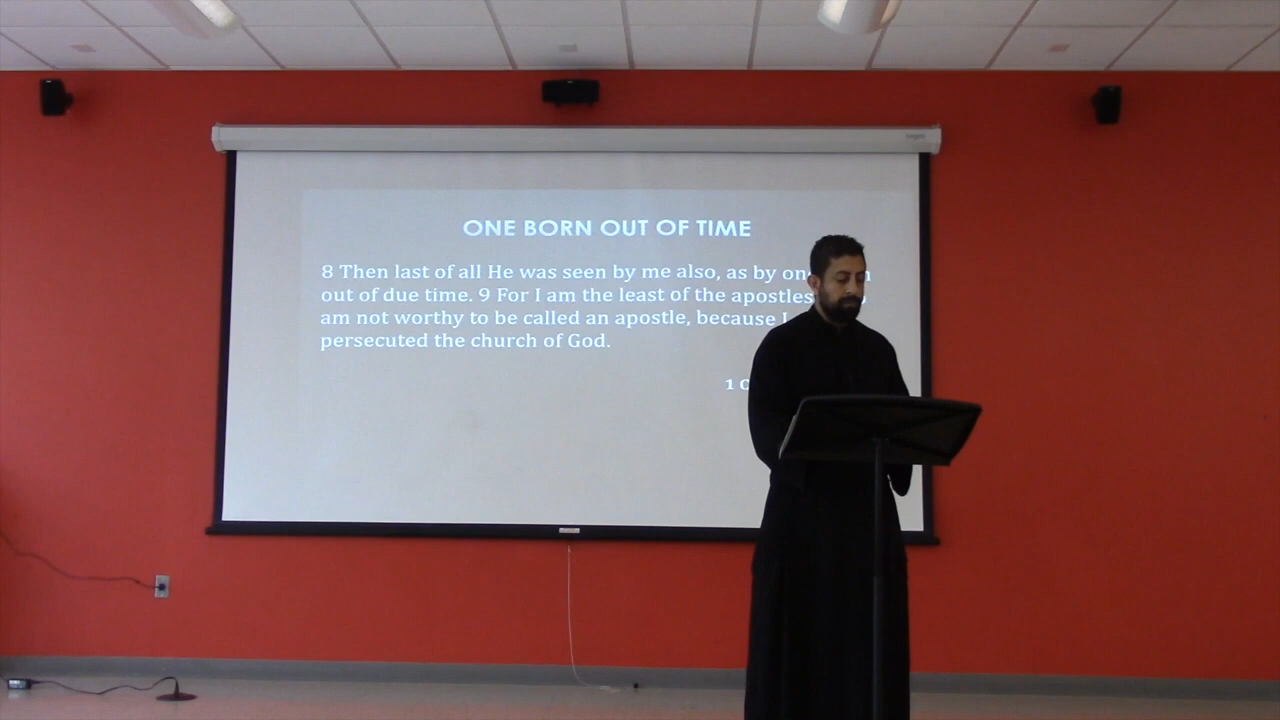 ONE BORN OUT OF TIME
8 Then last of all He was seen by me also, as by
out of due time. 9 For I am the least of the apostles
am not worthy to be called an apostle, because I
persecuted the church of God.
1